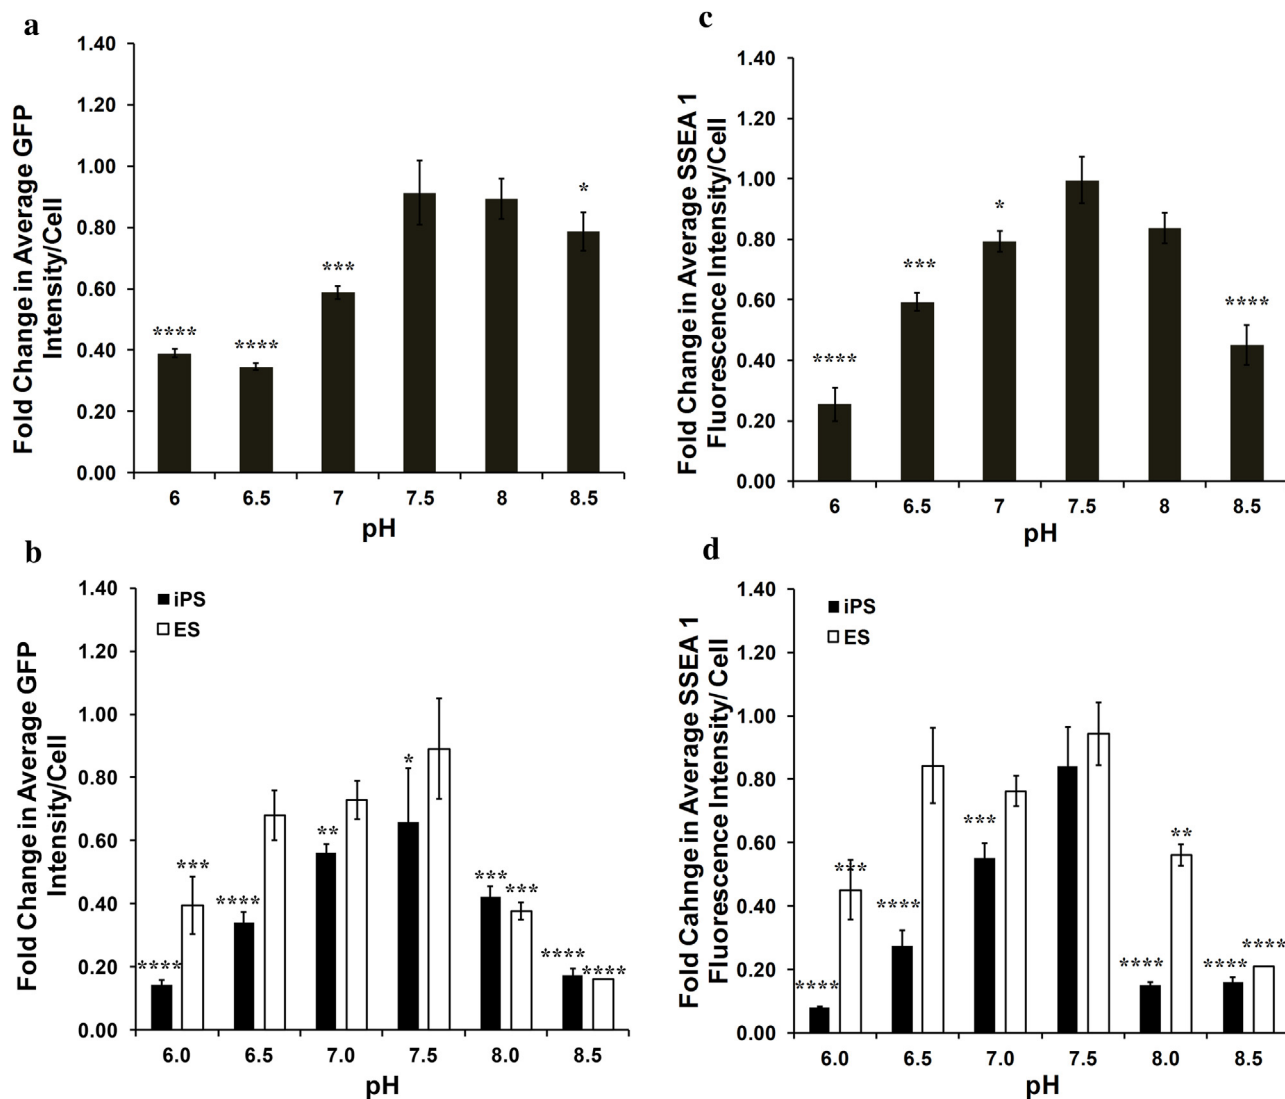 a
Fold Change in Average GFP
Intensity/Cell
1.40
1.20
1.00
0.80
0.60
0.40
0.20
0.00
****
****
***
*
6 6.5 7 7.5 8 8.5
pH
c
Fold Change in Average SSEA 1
Fluorescence Intensity/Cell
1.40
1.20
1.00
0.80
0.60
0.40
0.20
0.00
****
***
*
****
6 6.5 7 7.5 8 8.5
pH
b
Fold Change in Average GFP
Intensity/Cell
1.40
1.20
1.00
0.80
0.60
0.40
0.20
0.00
iPS
ES
****
***
****
**
*
***
***
****
****
6.0 6.5 7.0 7.5 8.0 8.5
pH
d
Fold Cahnge in Average SSEA 1
Fluorescence Intensity/ Cell
1.40
1.20
1.00
0.80
0.60
0.40
0.20
0.00
iPS
ES
****
***
****
***
****
**
****
****
6.0 6.5 7.0 7.5 8.0 8.5
pH